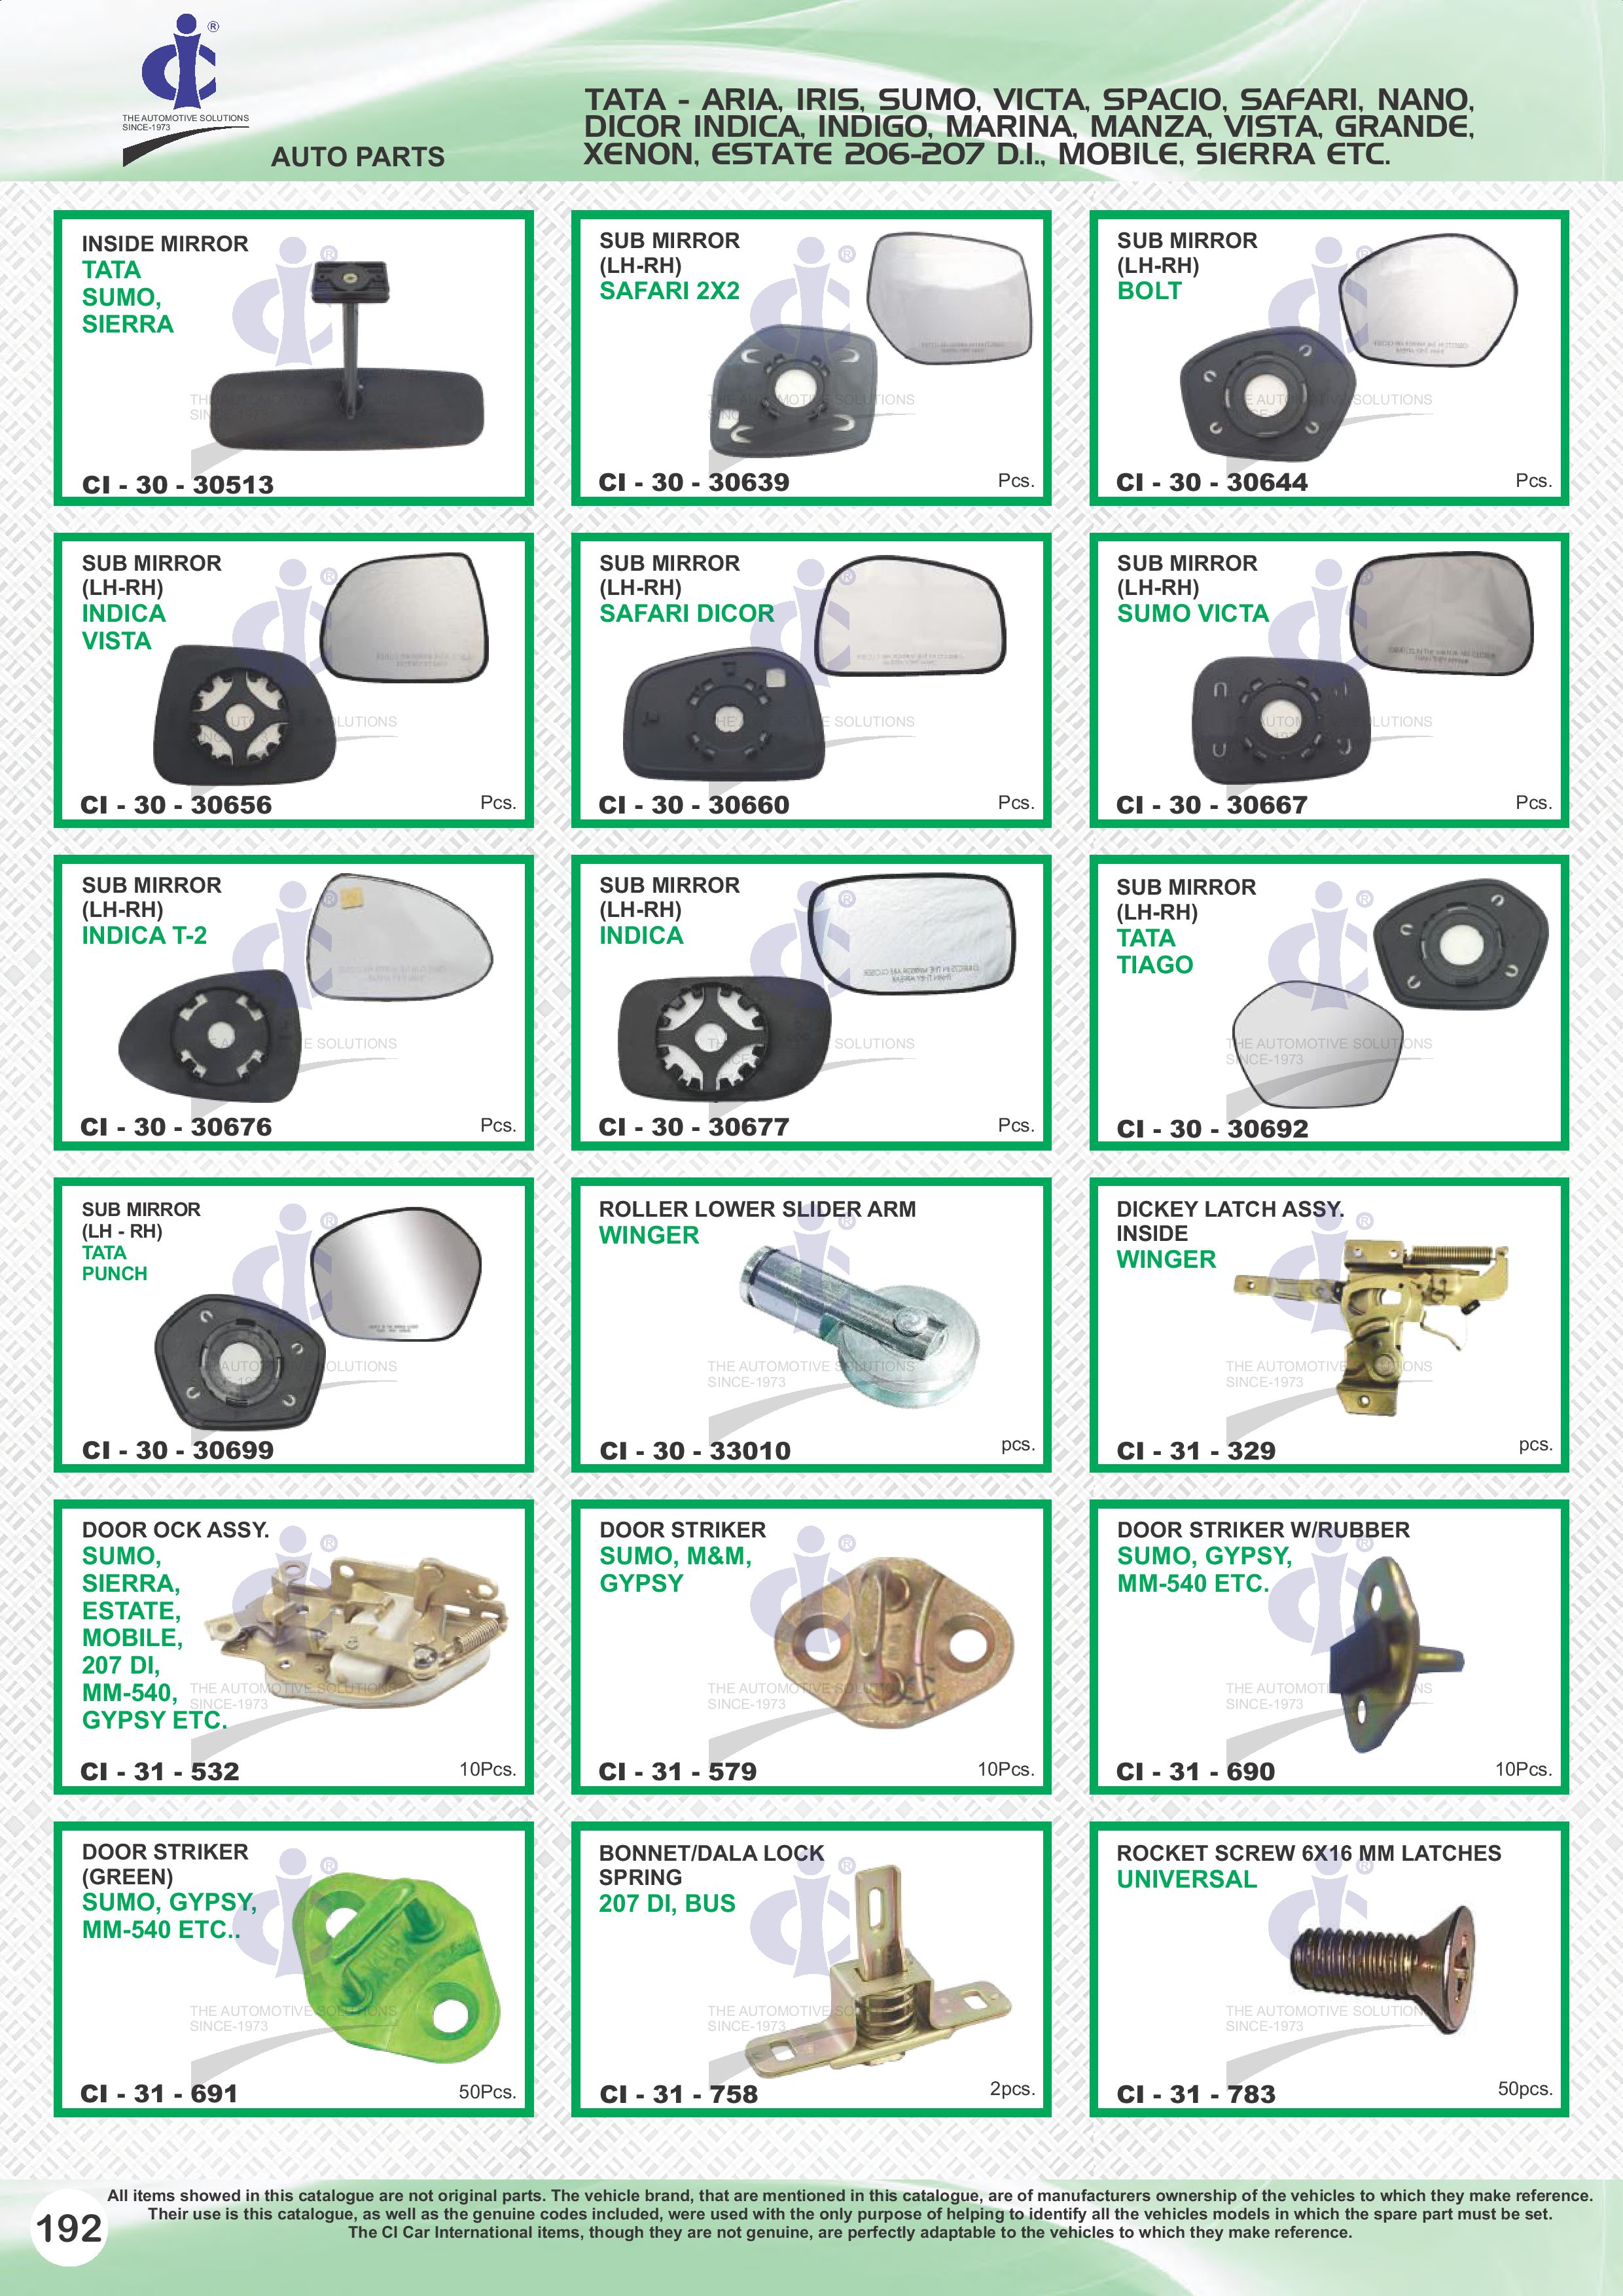 CI
®
THE AUTOMOTIVE SOLUTIONS
SINCE-1973
AUTO PARTS
TATA - ARIA, IRIS, SUMO, VICTA, SPACIO, SAFARI, NANO,
DICOR INDICA, INDIGO, MARINA, MANZA, VISTA, GRANDE,
XENON, ESTATE 206-207 D.I., MOBILE, SIERRA ETC.
INSIDE MIRROR
TATA
SUMO,
SIERRA
CI - 30 - 30513
SUB MIRROR
(LH-RH)
SAFARI 2X2
CI - 30 - 30639
Pcs.
SUB MIRROR
(LH-RH)
BOLT
CI - 30 - 30644
Pcs.
SUB MIRROR
(LH-RH)
INDICA
VISTA
CI - 30 - 30656
Pcs.
SUB MIRROR
(LH-RH)
SAFARI DICOR
CI - 30 - 30660
Pcs.
SUB MIRROR
(LH-RH)
SUMO VICTA
CI - 30 - 30667
Pcs.
SUB MIRROR
(LH-RH)
INDICA T-2
CI - 30 - 30676
Pcs.
SUB MIRROR
(LH-RH)
INDICA
CI - 30 - 30677
Pcs.
SUB MIRROR
(LH-RH)
TATA
TIAGO
CI - 30 - 30692
SUB MIRROR
(LH - RH)
TATA
PUNCH
CI - 30 - 30699
ROLLER LOWER SLIDER ARM
WINGER
CI - 30 - 33010
pcs.
DICKEY LATCH ASSY.
INSIDE
WINGER
CI - 31 - 329
pcs.
DOOR OCK ASSY.
SUMO,
SIERRA,
ESTATE,
MOBILE,
207 DI,
MM-540,
GYPSY ETC.
CI - 31 - 532
10Pcs.
DOOR STRIKER
SUMO, M&M,
GYPSY
CI - 31 - 579
10Pcs.
DOOR STRIKER W/RUBBER
SUMO, GYPSY,
MM-540 ETC.
CI - 31 - 690
10Pcs.
DOOR STRIKER
(GREEN)
SUMO, GYPSY,
MM-540 ETC..
CI - 31 - 691
50Pcs.
BONNET/DALA LOCK
SPRING
207 DI, BUS
CI - 31 - 758
2pcs.
ROCKET SCREW 6X16 MM LATCHES
UNIVERSAL
CI - 31 - 783
50pcs.
192
All items showed in this catalogue are not original parts. The vehicle brand, that are mentioned in this catalogue, are of manufacturers ownership of the vehicles to which they make reference.
Their use is this catalogue, as well as the genuine codes included, were used with the only purpose of helping to identify all the vehicles models in which the spare part must be set.
The CI Car International items, though they are not genuine, are perfectly adaptable to the vehicles to which they make reference.